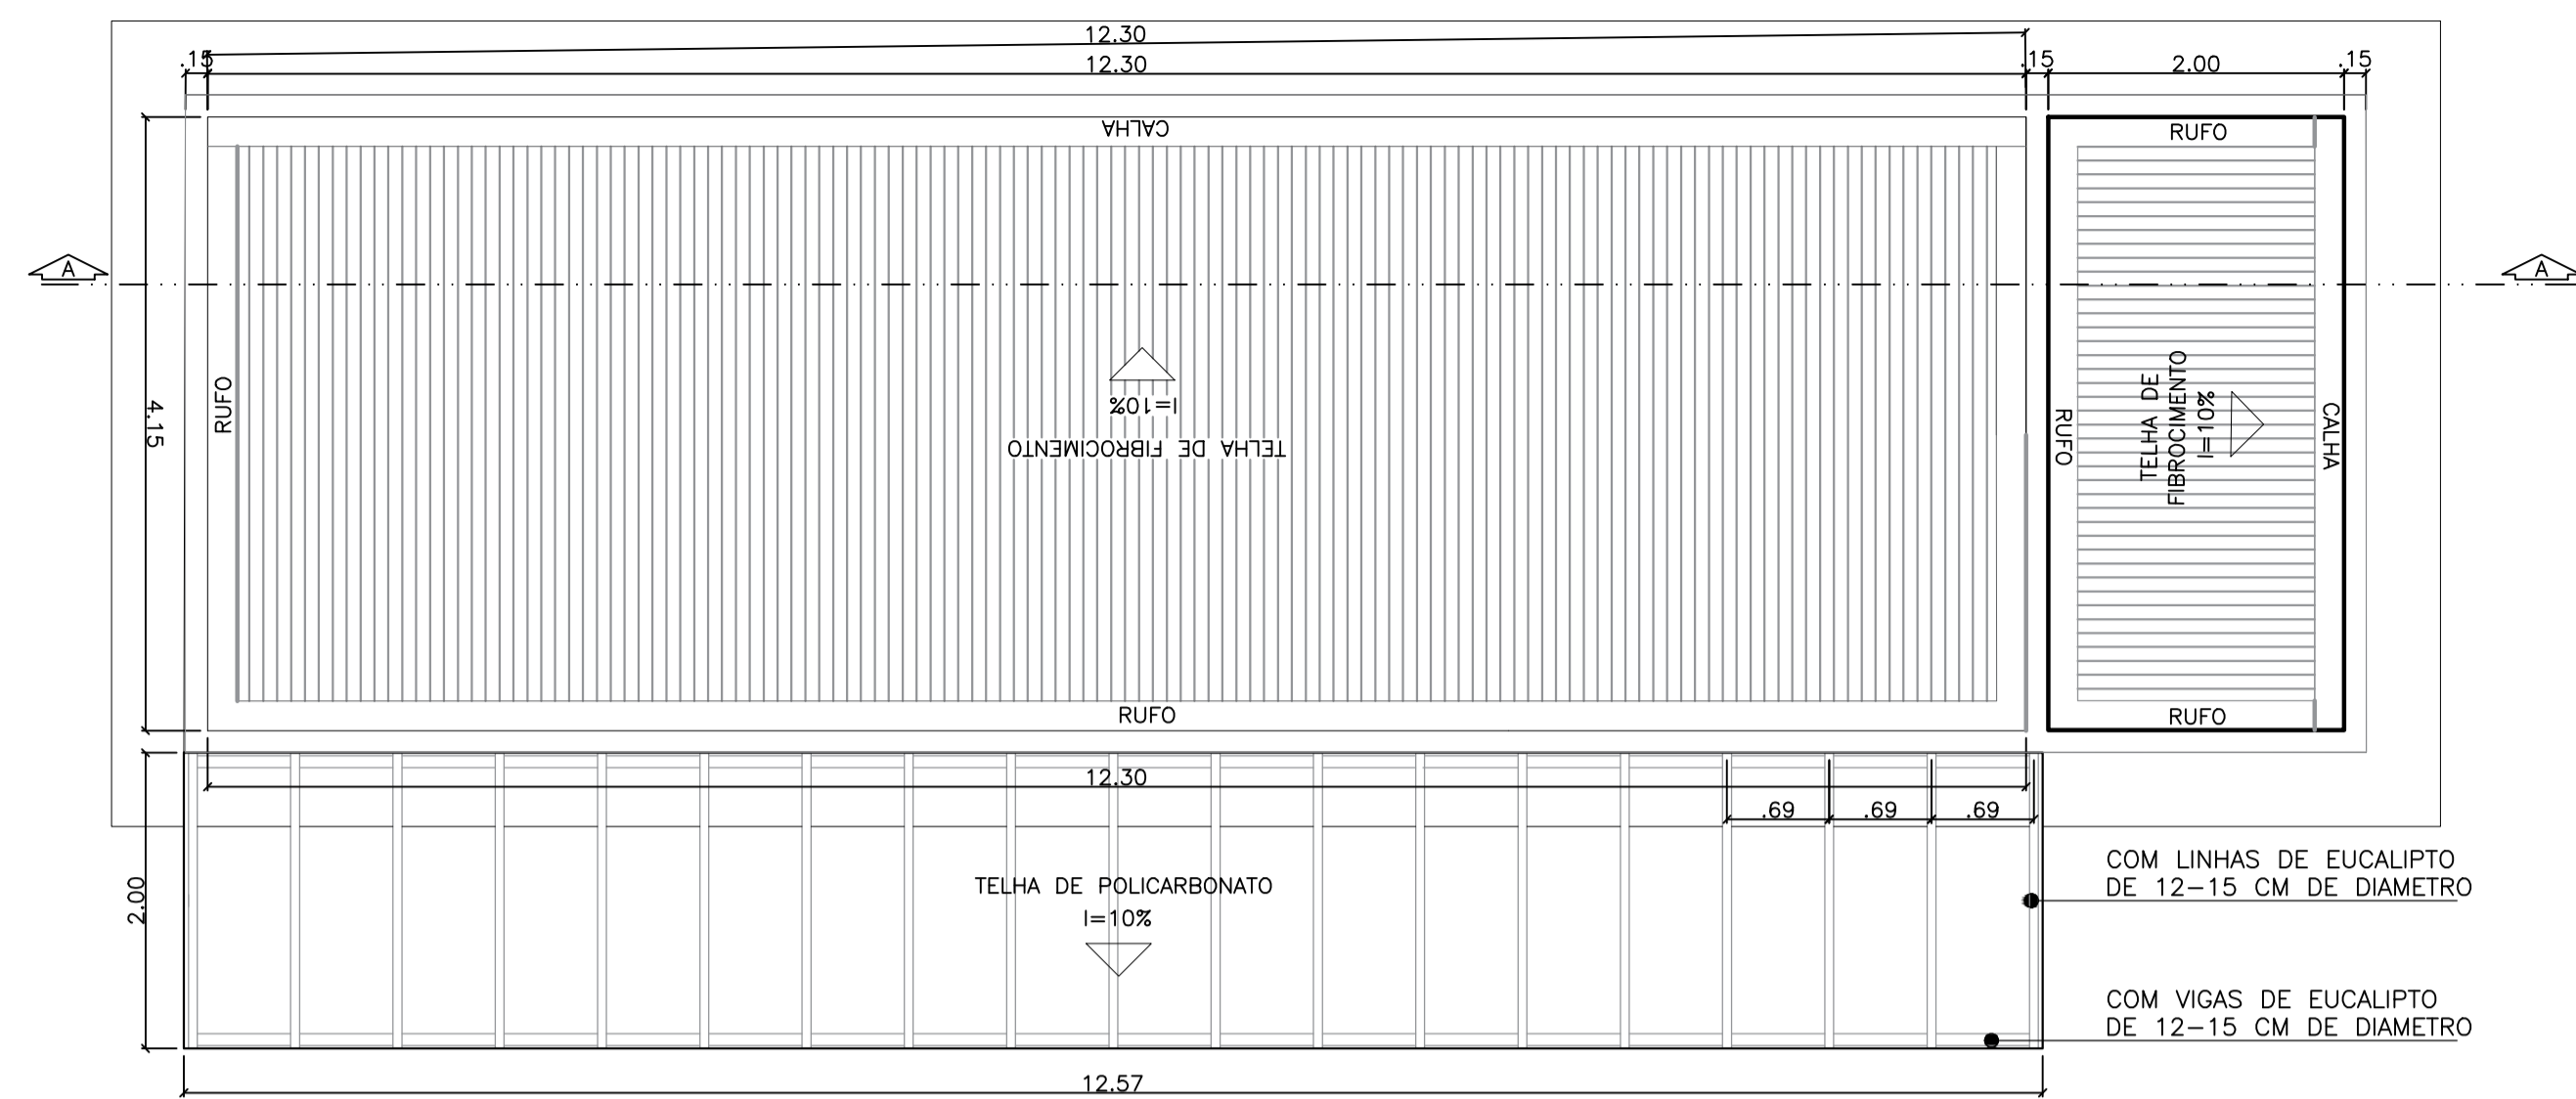 12.30
.15
12.30
.15
2.00
.15
CALHA
RUFO
A
A
I=10%
TELHA DE FIBROCIMENTO
RUFO
4.15
RUFO
TELHA DE
FIBROCIMENTO
I=10%
CALHA
RUFO
RUFO
12.30
.69
.69
.69
TELHA DE POLICARBONATO
I=10%
2.00
COM LINHAS DE EUCALIPTO
DE 12-15 CM DE DIAMETRO
COM VIGAS DE EUCALIPTO
DE 12-15 CM DE DIAMETRO
12.57